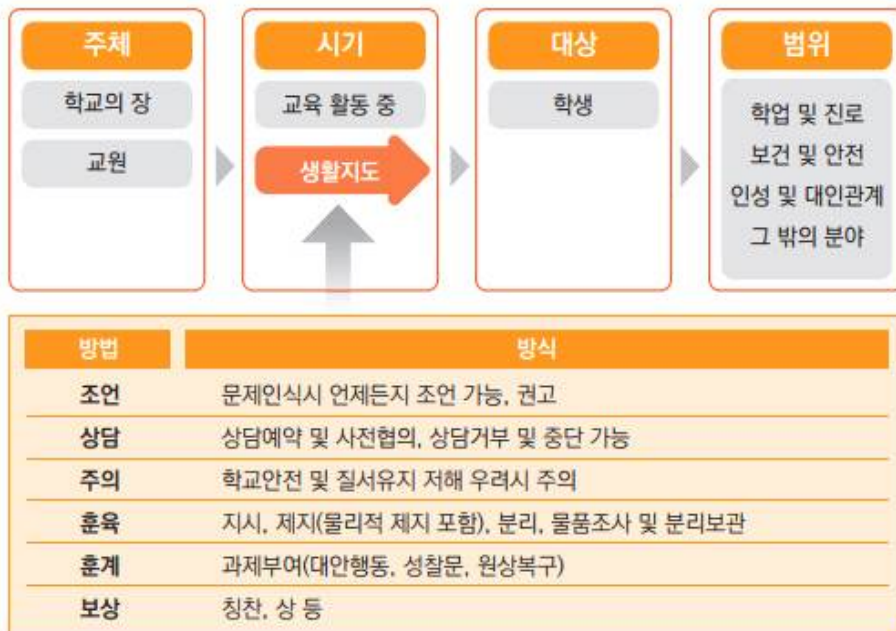 주체
학교의 장
교원
시기
교육 활동 중
생활지도
대상
학생
범위
학업 및 진로
보건 및 안전
인성 및 대인관계
그 밖의 분야
방법 방식
조언 문제인식시 언제든지 조언 가능, 권고
상담 상담예약 및 사전협의, 상담거부 및 중단 가능
주의 학교안전 및 질서유지 저해 우려시 주의
훈육 지시, 제지(물리적 제지 포함), 분리, 물품조사 및 분리보관
훈계 과제부여(대안행동, 성찰문, 원상복구)
보상 칭찬, 상 등